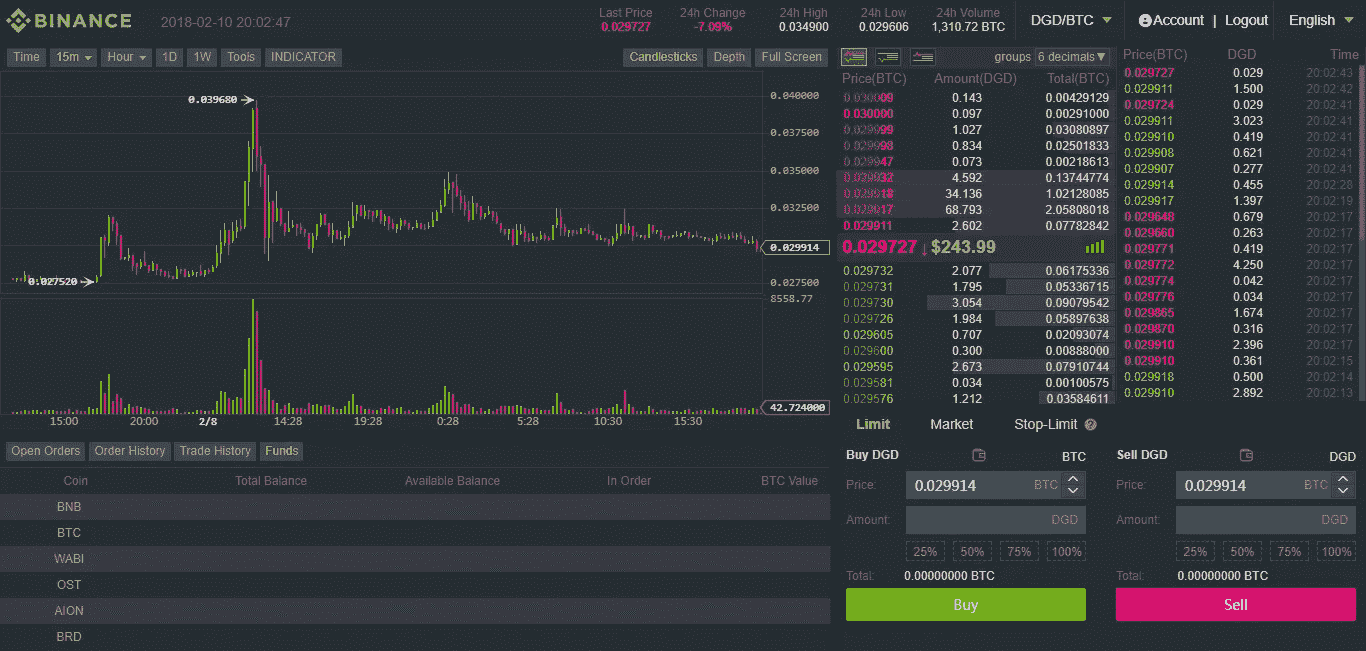 BINANCE 2018-02-10 20:02:47
Last Price 24h Change 24h High 24h Low 24h Volume
0.029727 -7.09% 0.034900 0.029606 1,310.72 BTC
DGD/BTC Account | Logout English
Time 15m Hour 1D 1W Tools INDICATOR Candlesticks Depth Full Screen
0.039680
0.040000
0.037500
0.035000
0.032500
0.029914
0.027520
0.027500
8558.77
42.724000
15:00 20:00 2/8 14:28 19:28 0:28 5:28 10:30 15:30
Open Orders Order History Trade History Funds
Coin Total Balance Available Balance In Order BTC Value
BNB
BTC
WABI
OST
AION
BRD
groups 6 decimals
Price(BTC) Amount(DGD) Total(BTC)
0.030009 0.143 0.00429129
0.030000 0.097 0.00291000
0.029999 1.027 0.03080897
0.029998 0.834 0.02501833
0.029947 0.073 0.00218613
0.029932 4.592 0.13744774
0.029918 34.136 1.02128085
0.029917 68.793 2.05808018
0.029911 2.602 0.07782842
0.029727 $243.99
0.029732 2.077 0.06175336
0.029731 1.795 0.05336715
0.029730 3.054 0.09079542
0.029726 1.984 0.05897638
0.029605 0.707 0.02093074
0.029600 0.300 0.00888000
0.029595 2.673 0.07910744
0.029581 0.034 0.00100575
0.029576 1.212 0.03584611
Price(BTC) DGD Time
0.029727 0.029 20:02:43
0.029911 1.500 20:02:42
0.029724 0.029 20:02:41
0.029911 3.023 20:02:41
0.029910 0.419 20:02:41
0.029908 0.621 20:02:41
0.029907 0.277 20:02:41
0.029914 0.455 20:02:28
0.029917 1.397 20:02:19
0.029648 0.679 20:02:17
0.029660 0.263 20:02:17
0.029771 0.419 20:02:17
0.029772 4.250 20:02:17
0.029774 0.042 20:02:17
0.029776 0.034 20:02:17
0.029865 1.674 20:02:17
0.029870 0.316 20:02:17
0.029910 2.396 20:02:17
0.029910 0.361 20:02:15
0.029918 0.500 20:02:14
0.029910 2.892 20:02:13
Limit Market Stop-Limit ?
Buy DGD BTC
Price: 0.029914 BTC
Amount: DGD
25% 50% 75% 100%
Total: 0.00000000 BTC
Buy
Sell DGD DGD
Price: 0.029914 BTC
Amount: DGD
25% 50% 75% 100%
Total: 0.00000000 BTC
Sell